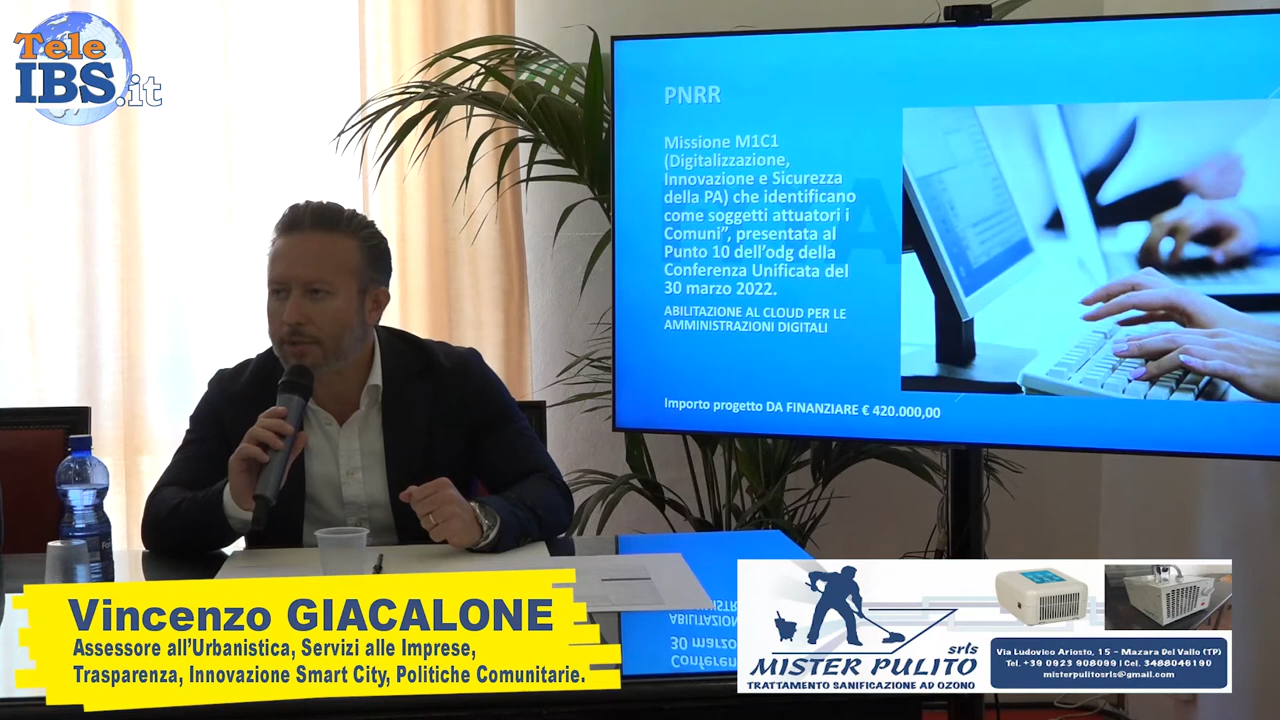 Tele
IBS.it
PNRR
Missione M1C1
(Digitalizzazione,
Innovazione e Sicurezza
della PA) che identificano
come soggetti attuatori i
Comuni”, presentata al
Punto 10 dell’odg della
Conferenza Unificata del
30 marzo 2022.
ABILITAZIONE AL CLOUD PER LE
AMMINISTRAZIONI DIGITALI
Importo progetto DA FINANZIARE € 420.000,00
Vincenzo GIACALONE
Assessore all’Urbanistica, Servizi alle Imprese,
Trasparenza, Innovazione Smart City, Politiche Comunitarie.
srls
MISTER PULITO
TRATTAMENTO SANIFICAZIONE AD OZONO
Via Ludovico Ariosto, 15 – Mazara Del Vallo (TP)
Tel. +39 0923 908099 | Cel. 3488046190
misterpulitosrls@gmail.com